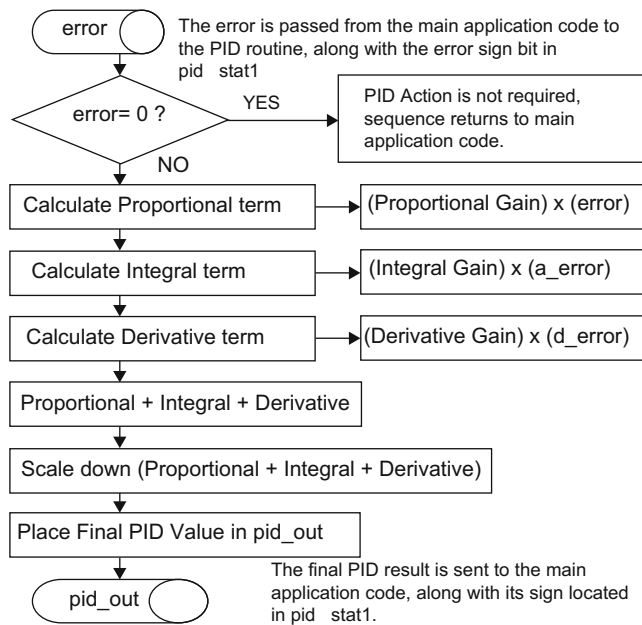 error
The error is passed from the main application code to
the PID routine, along with the error sign bit in
pid stat1
error= 0 ?
YES
PID Action is not required,
sequence returns to main
application code.
NO
Calculate Proportional term
(Proportional Gain) x (error)
Calculate Integral term
(Integral Gain) x (a_error)
Calculate Derivative term
(Derivative Gain) x (d_error)
Proportional + Integral + Derivative
Scale down (Proportional + Integral + Derivative)
Place Final PID Value in pid_out
pid_out
The final PID result is sent to the main
application code, along with its sign located
in pid stat1.